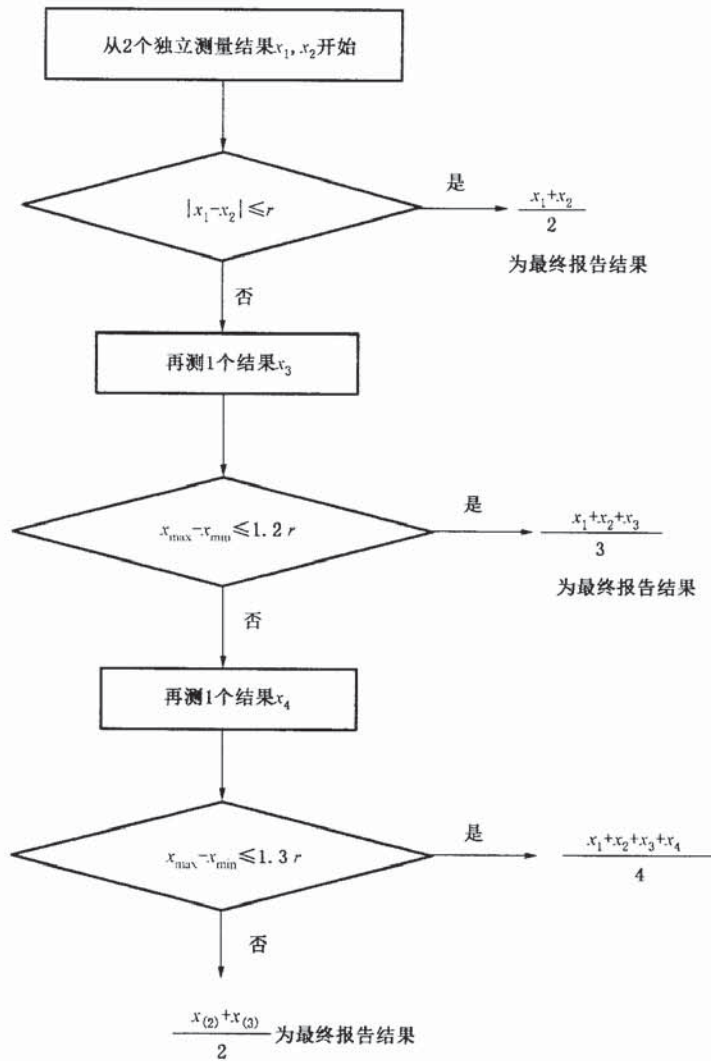 从2个独立测量结果x₁,x₂开始
|x₁-x₂|≤r
是
x₁+x₂
2
为最终报告结果
否
再测1个结果x₃
xmax-xmin≤1.2 r
是
x₁+x₂+x₃
3
为最终报告结果
否
再测1个结果x₄
xmax-xmin≤1.3 r
是
x₁+x₂+x₃+x₄
4
否
x₍₂₎+x₍₃₎
2
为最终报告结果